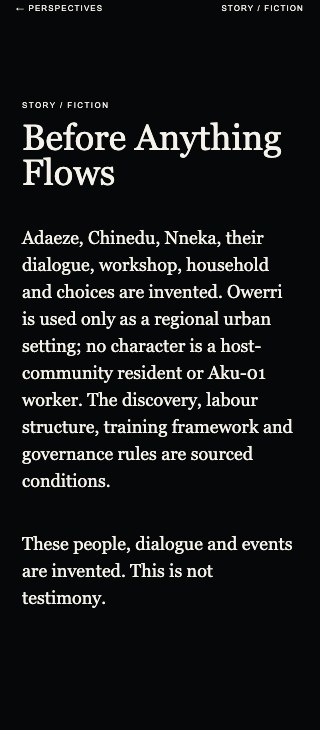 ← PERSPECTIVES
STORY / FICTION
STORY / FICTION
Before Anything
Flows
Adaeze, Chinedu, Nneka, their
dialogue, workshop, household
and choices are invented. Owerri
is used only as a regional urban
setting; no character is a host-
community resident or Aku-01
worker. The discovery, labour
structure, training framework and
governance rules are sourced
conditions.
These people, dialogue and events
are invented. This is not
testimony.